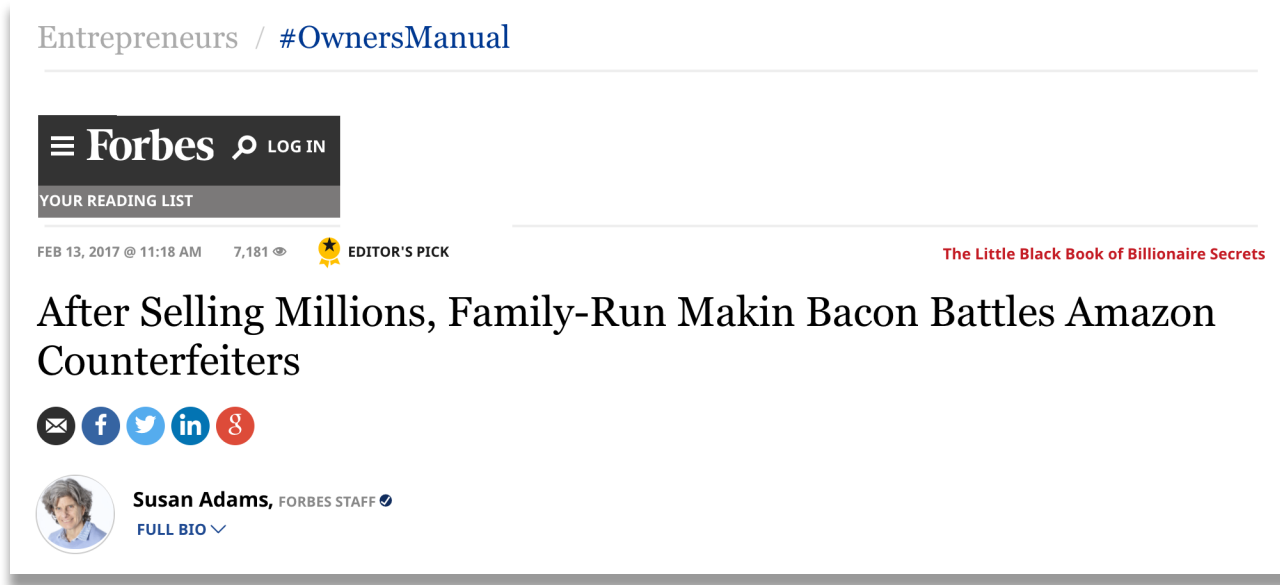 Entrepreneurs / #OwnersManual
Forbes LOG IN
YOUR READING LIST
FEB 13, 2017 @ 11:18 AM 7,181 EDITOR'S PICK The Little Black Book of Billionaire Secrets
After Selling Millions, Family-Run Makin Bacon Battles Amazon
Counterfeiters
f in g
Susan Adams, FORBES STAFF
FULL BIO